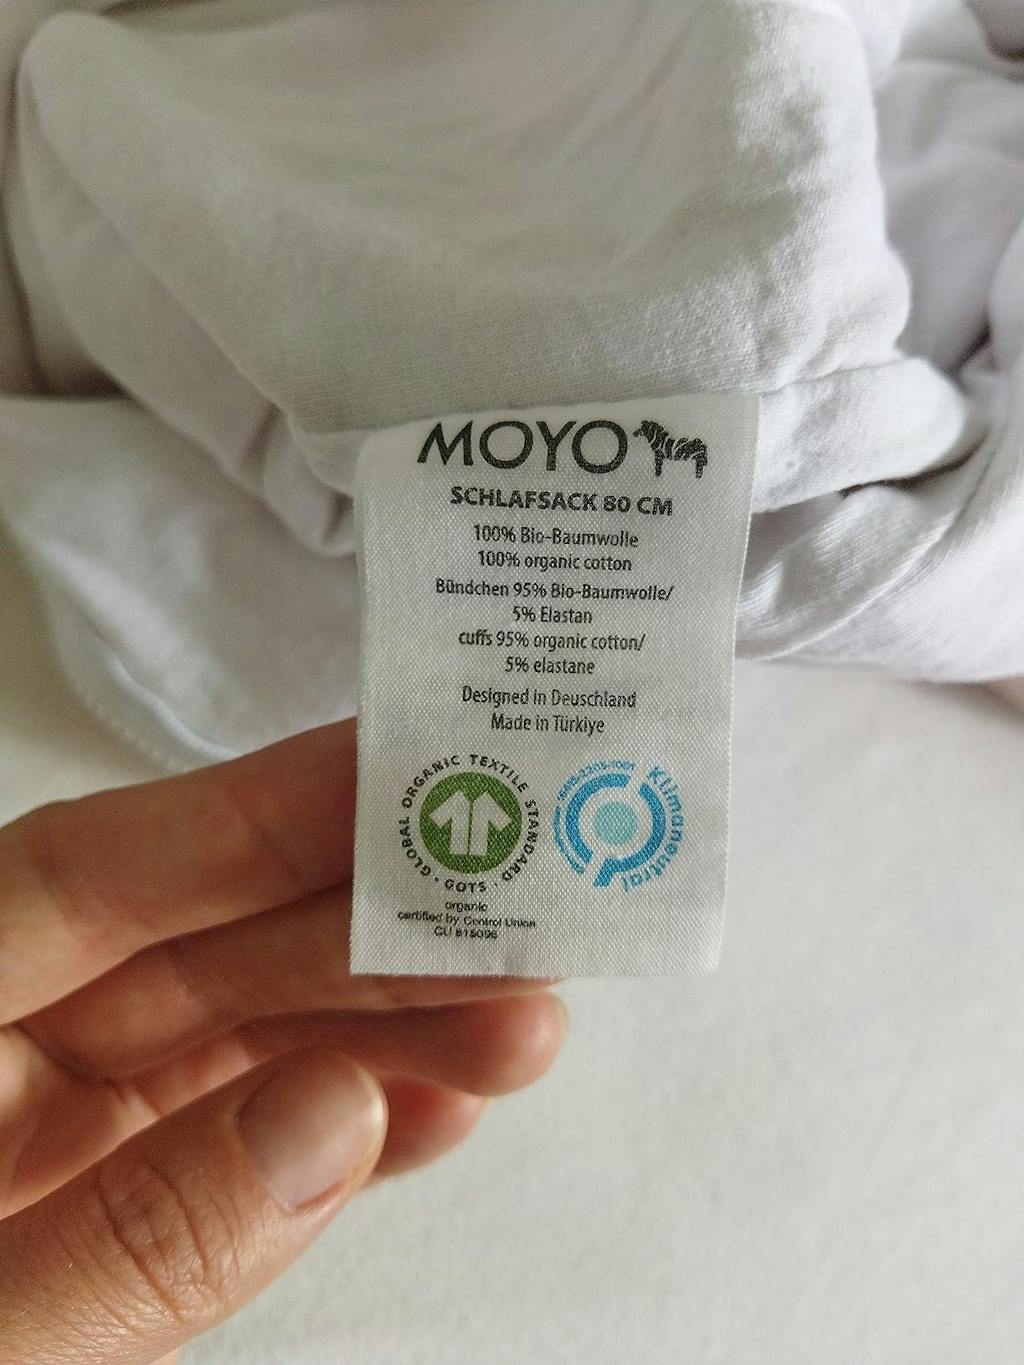 MOYO
SCHLAFSACK 80 CM
100% Bio-Baumwolle
100% organic cotton
Bündchen 95% Bio-Baumwolle/
5% Elastan
cuffs 95% organic cotton/
5% elastane
Designed in Deuschland
Made in Türkiye
GLOBAL ORGANIC TEXTILE STANDARD · GOTS ·
organic
certified by Control Union
CU 815096
Klimaneutral